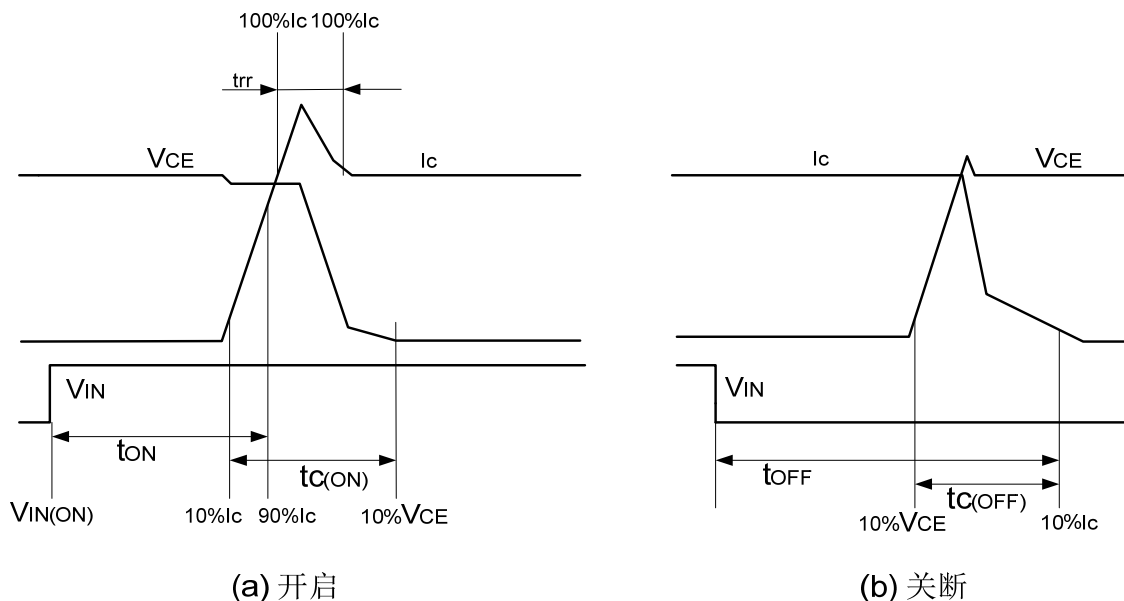 100%Ic 100%Ic
trr
VCE Ic
VIN
tON
tc(ON)
VIN(ON) 10%Ic 90%Ic 10%VCE
(a) 开启
Ic VCE
VIN
tOFF
tc(OFF)
10%VCE 10%Ic
(b) 关断